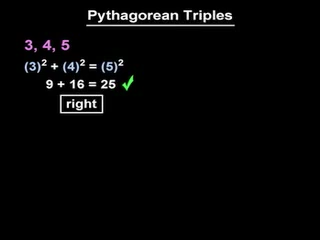 Pythagorean Triples
3, 4, 5
(3)² + (4)² = (5)²
9 + 16 = 25 ✓
right